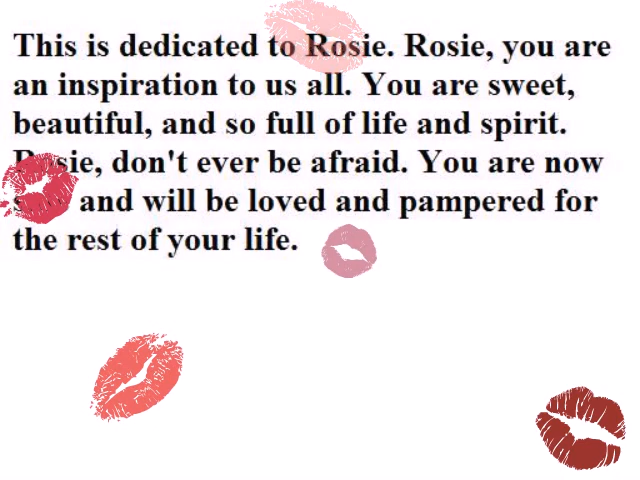 This is dedicated to Rosie. Rosie, you are
an inspiration to us all. You are sweet,
beautiful, and so full of life and spirit.
Rosie, don't ever be afraid. You are now
and will be loved and pampered for
the rest of your life.